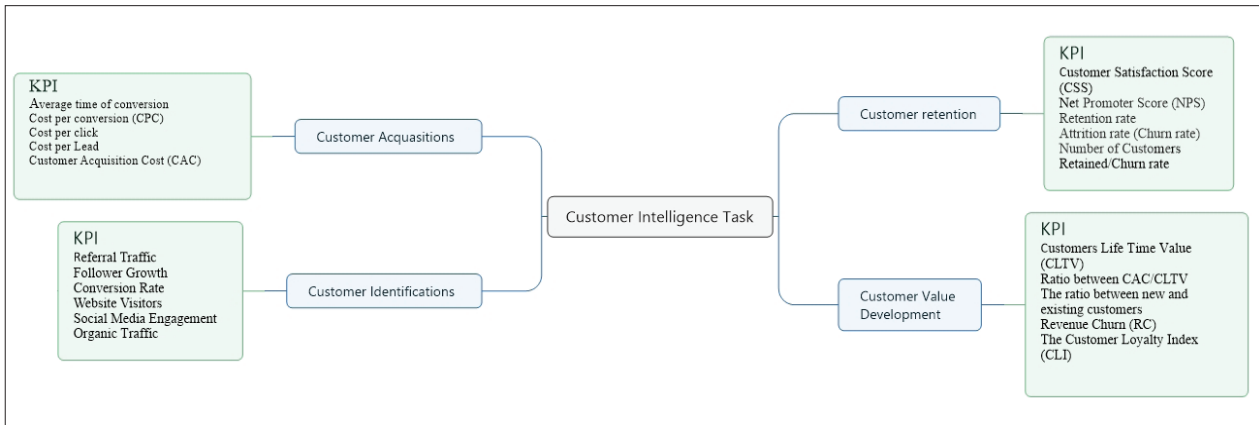 KPI
Average time of conversion
Cost per conversion (CPC)
Cost per click
Cost per Lead
Customer Acquisition Cost (CAC)
Customer Acquasitions
KPI
Referral Traffic
Follower Growth
Conversion Rate
Website Visitors
Social Media Engagement
Organic Traffic
Customer Identifications
Customer Intelligence Task
Customer retention
KPI
Customer Satisfaction Score
(CSS)
Net Promoter Score (NPS)
Retention rate
Attrition rate (Churn rate)
Number of Customers
Retained/Churn rate
Customer Value
Development
KPI
Customers Life Time Value
(CLTV)
Ratio between CAC/CLTV
The ratio between new and
existing customers
Revenue Churn (RC)
The Customer Loyalty Index
(CLI)